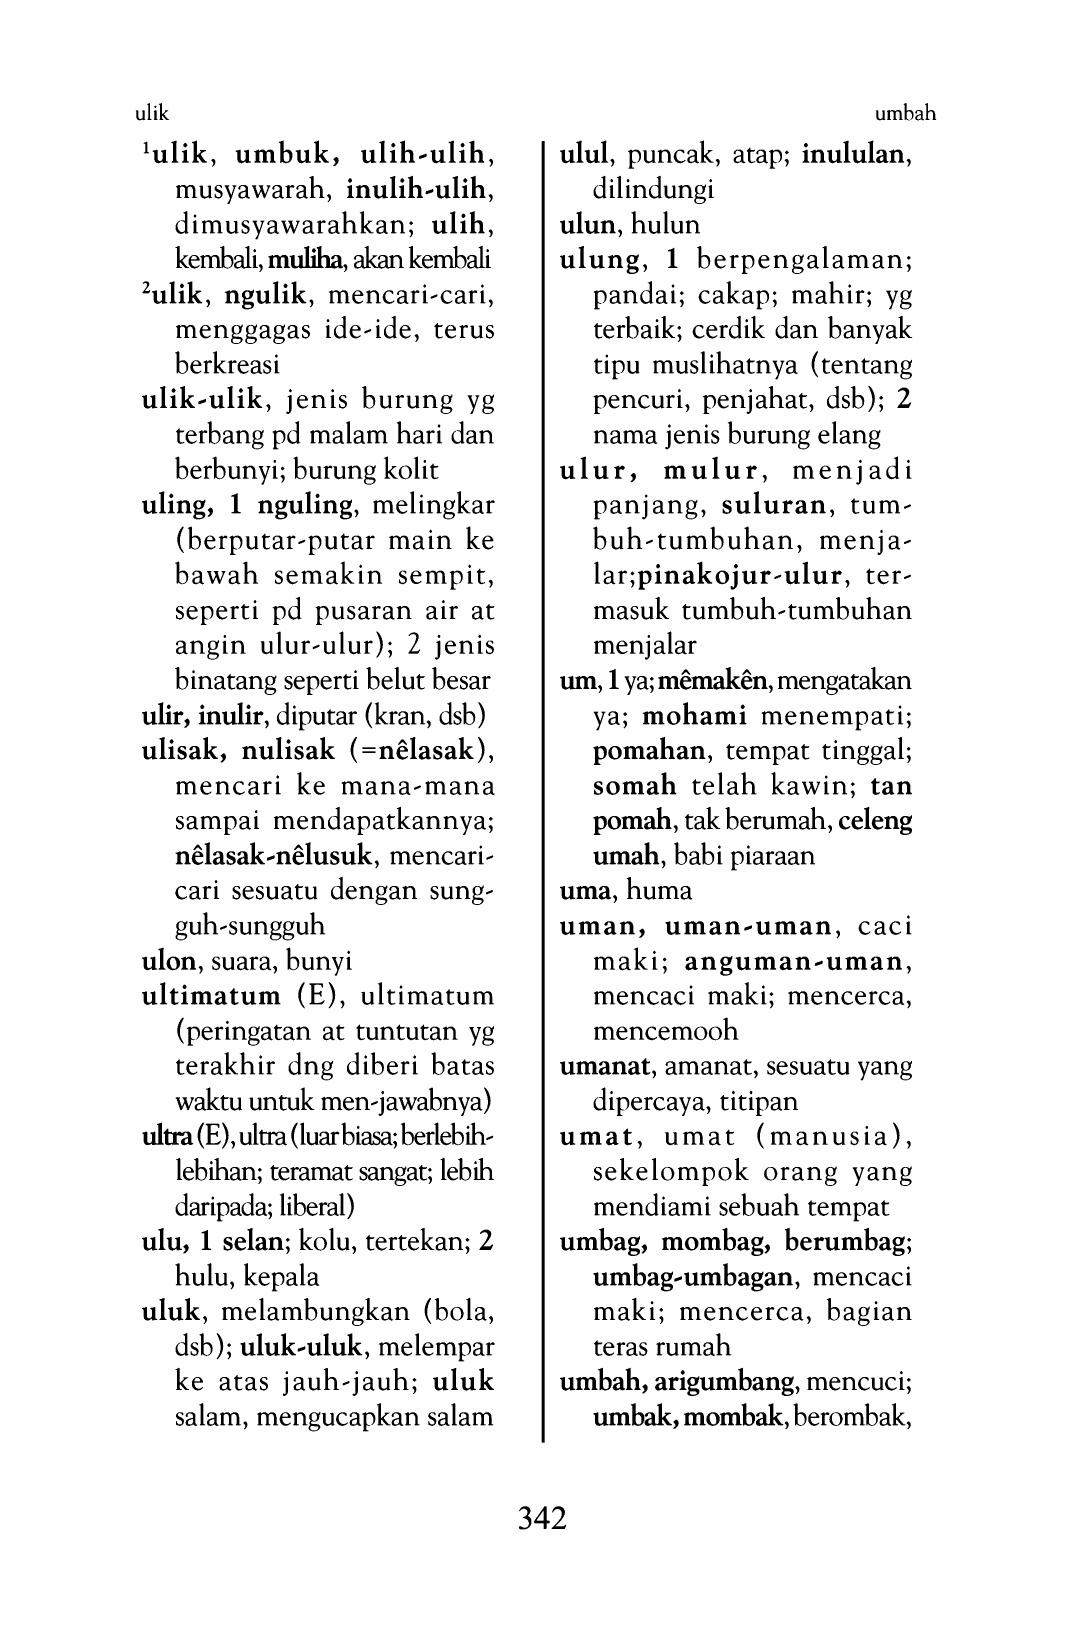 ulik
umbah
¹ulik, umbuk, ulih-ulih,
musyawarah, inulih-ulih,
dimusyawarahkan; ulih,
kembali, muliha, akan kembali
²ulik, ngulik, mencari-cari,
menggagas ide-ide, terus
berkreasi
ulik-ulik, jenis burung yg
terbang pd malam hari dan
berbunyi; burung kolit
uling, 1 nguling, melingkar
(berputar-putar main ke
bawah semakin sempit,
seperti pd pusaran air at
angin ulur-ulur); 2 jenis
binatang seperti belut besar
ulir, inulir, diputar (kran, dsb)
ulisak, nulisak (=nêlasak),
mencari ke mana-mana
sampai mendapatkannya;
nêlasak-nêlusuk, mencari-
cari sesuatu dengan sung-
guh-sungguh
ulon, suara, bunyi
ultimatum (E), ultimatum
(peringatan at tuntutan yg
terakhir dng diberi batas
waktu untuk men-jawabnya)
ultra (E), ultra (luar biasa; berlebih-
lebihan; teramat sangat; lebih
daripada; liberal)
ulu, 1 selan; kolu, tertekan; 2
hulu, kepala
uluk, melambungkan (bola,
dsb); uluk-uluk, melempar
ke atas jauh-jauh; uluk
salam, mengucapkan salam
ulul, puncak, atap; inululan,
dilindungi
ulun, hulun
ulung, 1 berpengalaman;
pandai; cakap; mahir; yg
terbaik; cerdik dan banyak
tipu muslihatnya (tentang
pencuri, penjahat, dsb); 2
nama jenis burung elang
ulur, mulur, menjadi
panjang, suluran, tum-
buh-tumbuhan, menja-
lar;pinakojur-ulur, ter-
masuk tumbuh-tumbuhan
menjalar
um, 1 ya; mêmakên, mengatakan
ya; mohami menempati;
pomahan, tempat tinggal;
somah telah kawin; tan
pomah, tak berumah, celeng
umah, babi piaraan
uma, huma
uman, uman-uman, caci
maki; anguman-uman,
mencaci maki; mencerca,
mencemooh
umanat, amanat, sesuatu yang
dipercaya, titipan
umat, umat (manusia),
sekelompok orang yang
mendiami sebuah tempat
umbag, mombag, berumbag;
umbag-umbagan, mencaci
maki; mencerca, bagian
teras rumah
umbah, arigumbang, mencuci;
umbak, mombak, berombak,
342